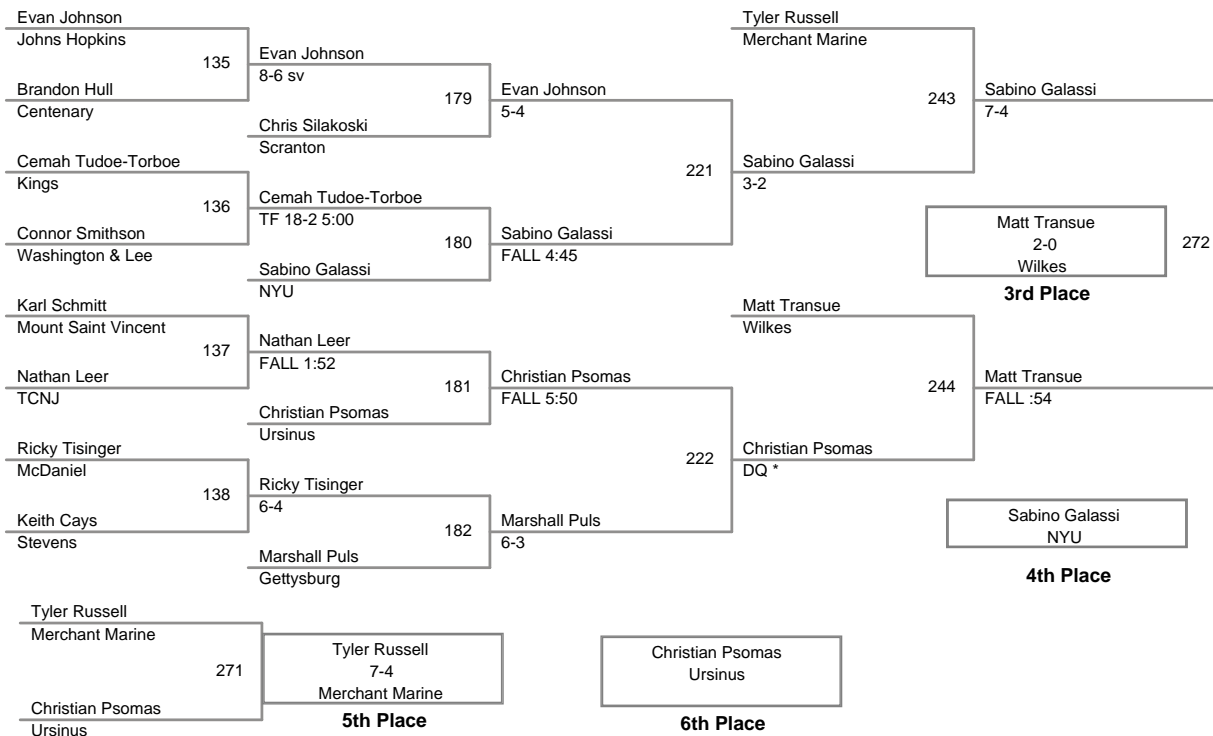 Evan Johnson
Johns Hopkins
135
Brandon Hull
Centenary
Evan Johnson
8-6 sv
179
Chris Silakoski
Scranton
Evan Johnson
5-4
Cemah Tudoe-Torboe
Kings
136
Connor Smithson
Washington & Lee
Cemah Tudoe-Torboe
TF 18-2 5:00
180
Sabino Galassi
NYU
Sabino Galassi
FALL 4:45
221
Sabino Galassi
3-2
Tyler Russell
Merchant Marine
243
Sabino Galassi
7-4
Matt Transue
2-0
Wilkes
272
3rd Place
Karl Schmitt
Mount Saint Vincent
137
Nathan Leer
TCNJ
Nathan Leer
FALL 1:52
181
Christian Psomas
Ursinus
Christian Psomas
FALL 5:50
Ricky Tisinger
McDaniel
138
Keith Cays
Stevens
Ricky Tisinger
6-4
182
Marshall Puls
Gettysburg
Marshall Puls
6-3
222
Christian Psomas
DQ *
Matt Transue
Wilkes
244
Matt Transue
FALL :54
Sabino Galassi
NYU
4th Place
Tyler Russell
Merchant Marine
271
Christian Psomas
Ursinus
Tyler Russell
7-4
Merchant Marine
5th Place
Christian Psomas
Ursinus
6th Place